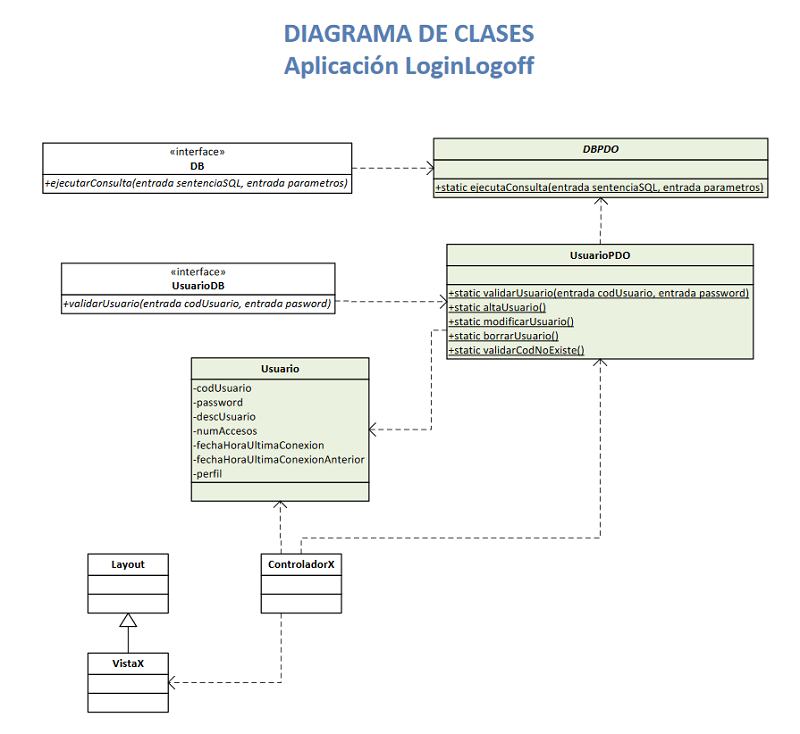 DIAGRAMA DE CLASES
Aplicación LoginLogoff
«interface»
DB
+ejecutarConsulta(entrada sentenciaSQL, entrada parametros)
DBPDO
+static ejecutaConsulta(entrada sentenciaSQL, entrada parametros)
«interface»
UsuarioDB
+validarUsuario(entrada codUsuario, entrada pasword)
UsuarioPDO
+static validarUsuario(entrada codUsuario, entrada password)
+static altaUsuario()
+static modificarUsuario()
+static borrarUsuario()
+static validarCodNoExiste()
Usuario
-codUsuario
-password
-descUsuario
-numAccesos
-fechaHoraUltimaConexion
-fechaHoraUltimaConexionAnterior
-perfil
Layout
ControladorX
VistaX